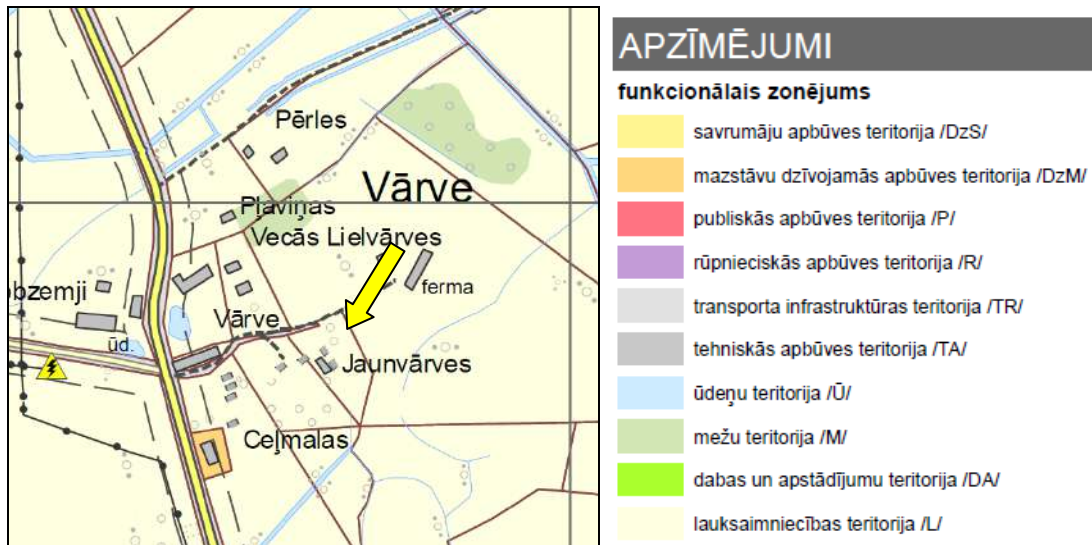 Pērles
Vārve
Pļaviņas
Vecās Lielvārves
ferma
obzemji
Vārve
ūd.
Jaunvārves
Ceļmalas
APZĪMĒJUMI
funkcionālais zonējums
savrumāju apbūves teritorija /DzS/
mazstāvu dzīvojamās apbūves teritorija /DzM/
publiskās apbūves teritorija /P/
rūpnieciskās apbūves teritorija /R/
transporta infrastruktūras teritorija /TR/
tehniskās apbūves teritorija /TA/
ūdeņu teritorija /Ū/
mežu teritorija /M/
dabas un apstādījumu teritorija /DA/
lauksaimniecības teritorija /L/